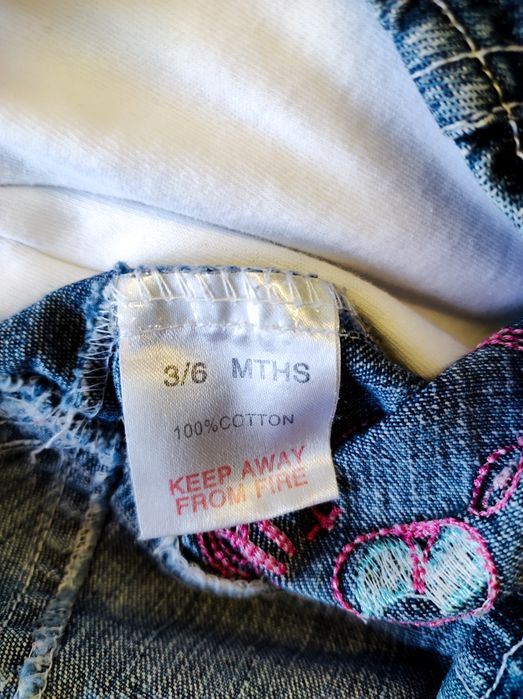 3/6 MTHS
100%COTTON
KEEP AWAY
FROM FIRE